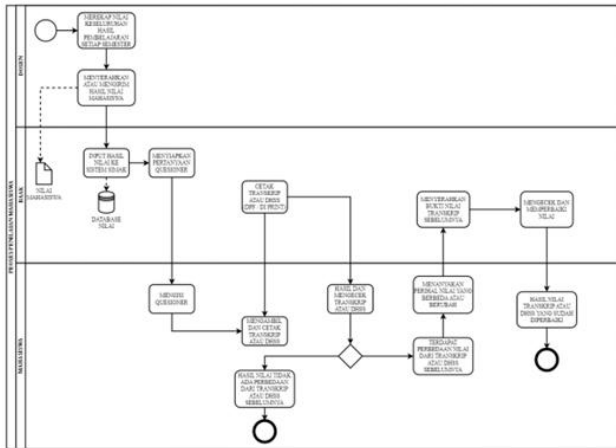 PROSES PENILAIAN MAHASISWA
DOSEN
MEREKAP NILAI
KESELURUHAN
HASIL
PEMBELAJARAN
SETIAP SEMESTER
MENYERAHKAN
ATAU MENGIRIM
HASIL NILAI
MAHASISWA
NILAI
MAHASISWA
INPUT HASIL
NILAI KE
SISTEM SIMAK
MENYIAPKAN
PERTANYAAN
QUESIONER
DATABASE
NILAI
CETAK
TRANSKRIP
ATAU DHSS
MENYERAHKAN
BUKTI NILAI
TRANSKRIP
SEBELUMNYA
MENGECEK DAN
MEMPERBAIKI
NILAI
MAHASISWA
MENGISI
QUESIONER
MENGAMBIL
DAN CETAK
TRANSKRIP
ATAU DHSS
HASIL DAN
MENGECEK
TRANSKRIP
ATAU DHSS
MENANYAKAN
PERIHAL NILAI YANG
BERBEDA ATAU
BERUBAH
HASIL NILAI
TRANSKRIP ATAU
DHSS YANG SUDAH
DIPERBAIKI
TERDAPAT
PERBEDAAN NILAI
DARI TRANSKRIP
ATAU DHSS
SEBELUMNYA
HASIL NILAI TIDAK
ADA PERBEDAAN
DARI TRANSKRIP
ATAU DHSS
SEBELUMNYA